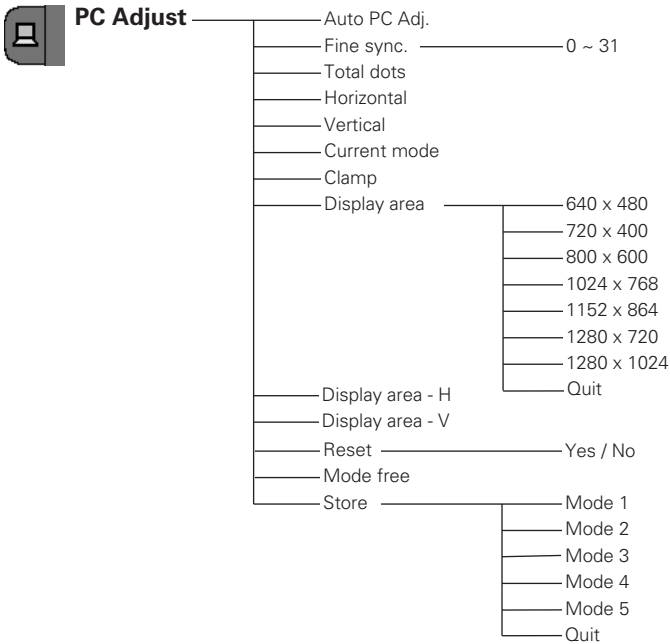 PC Adjust
Auto PC Adj.
Fine sync. 0 ~ 31
Total dots
Horizontal
Vertical
Current mode
Clamp
Display area 640 x 480
720 x 400
800 x 600
1024 x 768
1152 x 864
1280 x 720
1280 x 1024
Quit
Display area - H
Display area - V
Reset Yes / No
Mode free
Store Mode 1
Mode 2
Mode 3
Mode 4
Mode 5
Quit